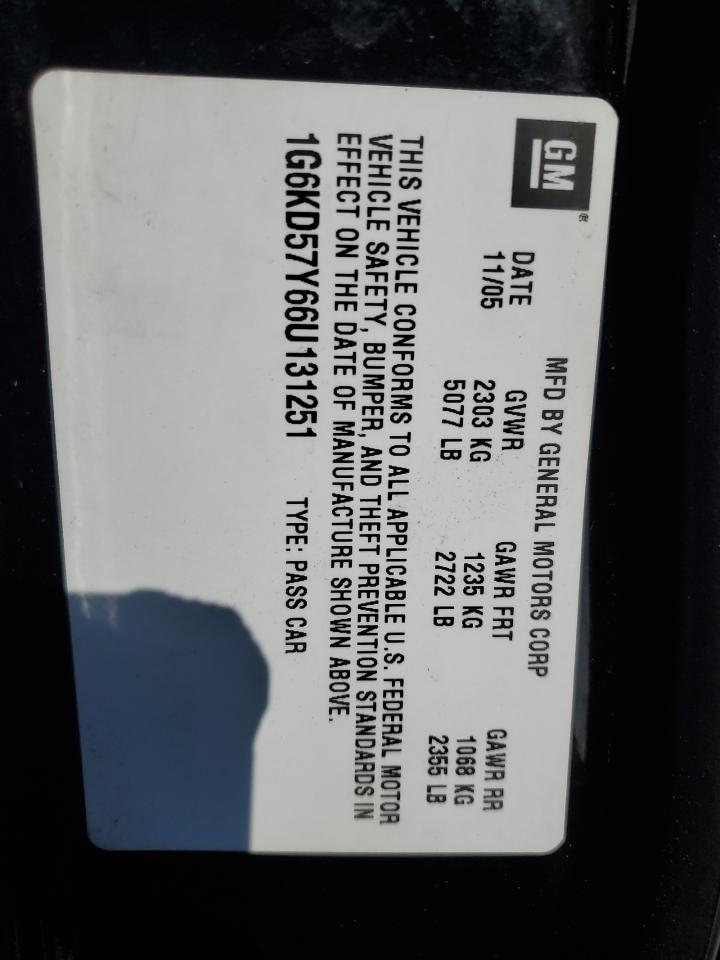 GM®
MFD BY GENERAL MOTORS CORP
DATE GVWR GAWR FRT GAWR RR
11/05 2303 KG 1235 KG 1068 KG
5077 LB 2722 LB 2355 LB
THIS VEHICLE CONFORMS TO ALL APPLICABLE U.S. FEDERAL MOTOR
VEHICLE SAFETY, BUMPER, AND THEFT PREVENTION STANDARDS IN
EFFECT ON THE DATE OF MANUFACTURE SHOWN ABOVE.
1G6KD57Y66U131251 TYPE: PASS CAR